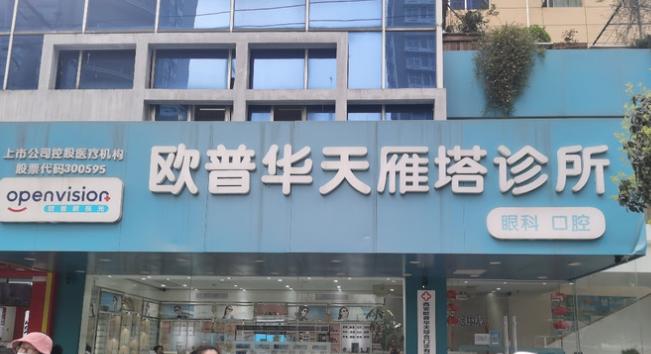 上市公司控股医疗机构
股票代码300595
openvision
欧普华天雁塔诊所
眼科 口腔